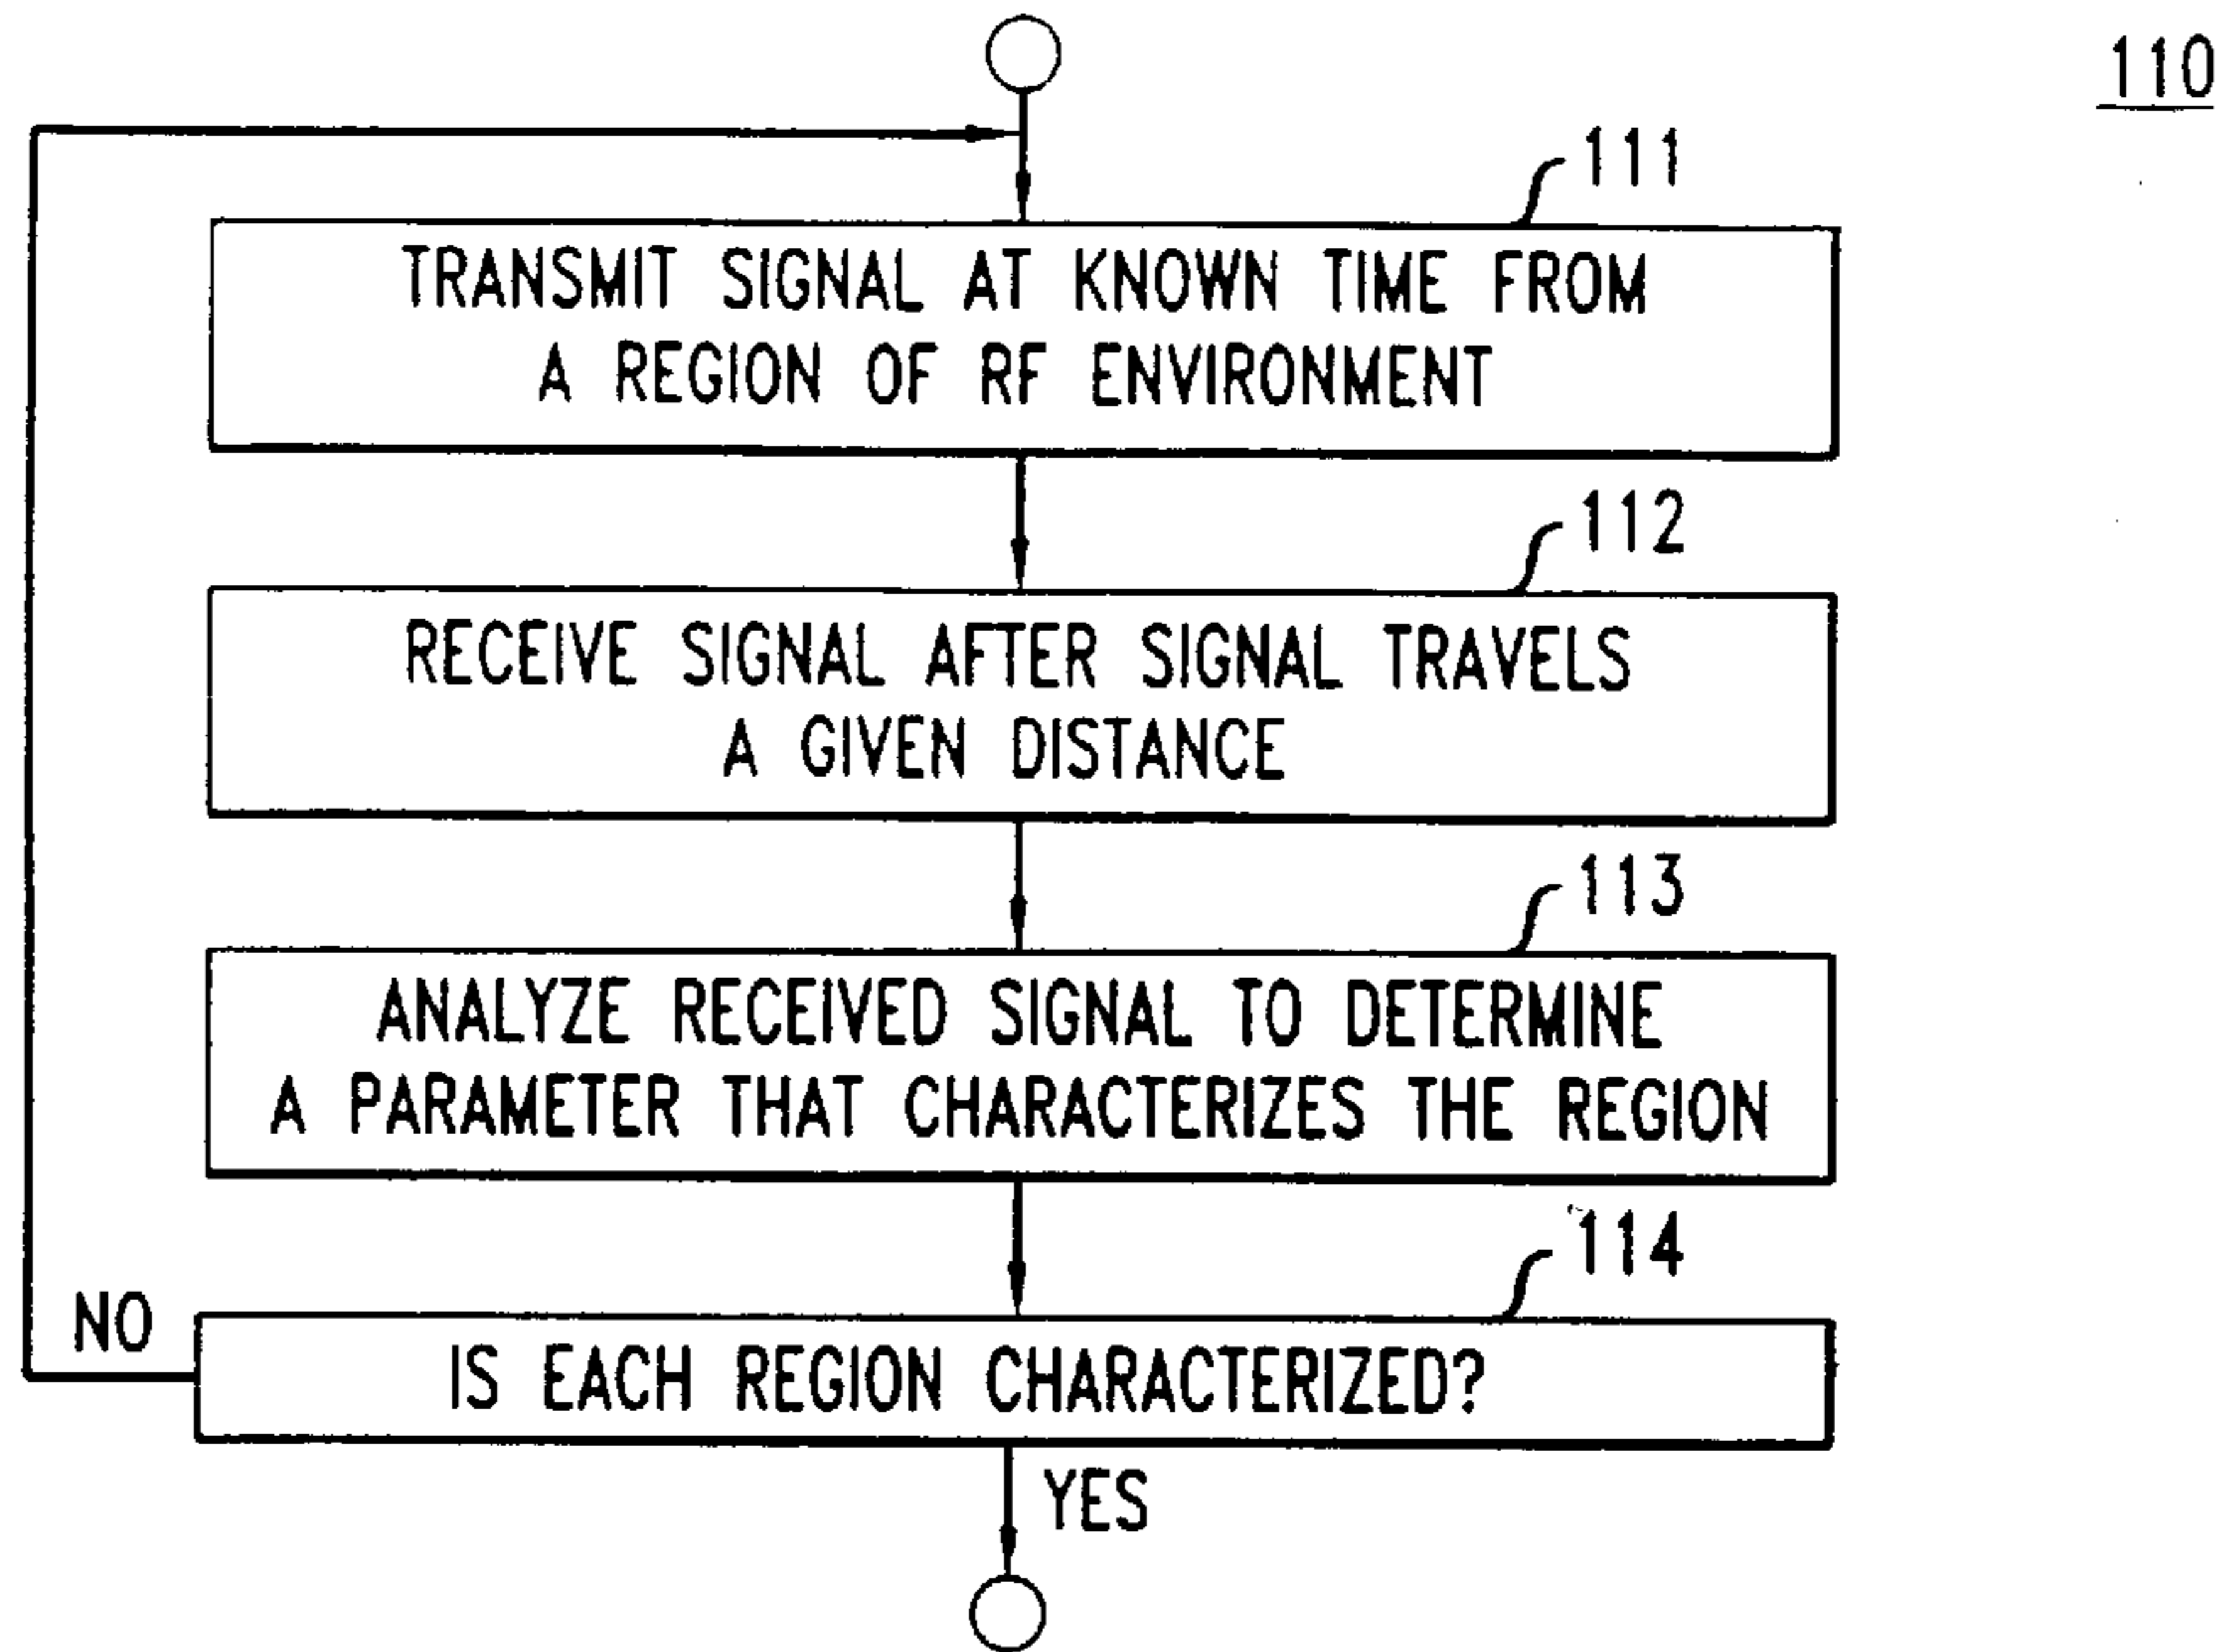 110
111
TRANSMIT SIGNAL AT KNOWN TIME FROM
A REGION OF RF ENVIRONMENT
112
RECEIVE SIGNAL AFTER SIGNAL TRAVELS
A GIVEN DISTANCE
113
ANALYZE RECEIVED SIGNAL TO DETERMINE
A PARAMETER THAT CHARACTERIZES THE REGION
114
NO
IS EACH REGION CHARACTERIZED?
YES